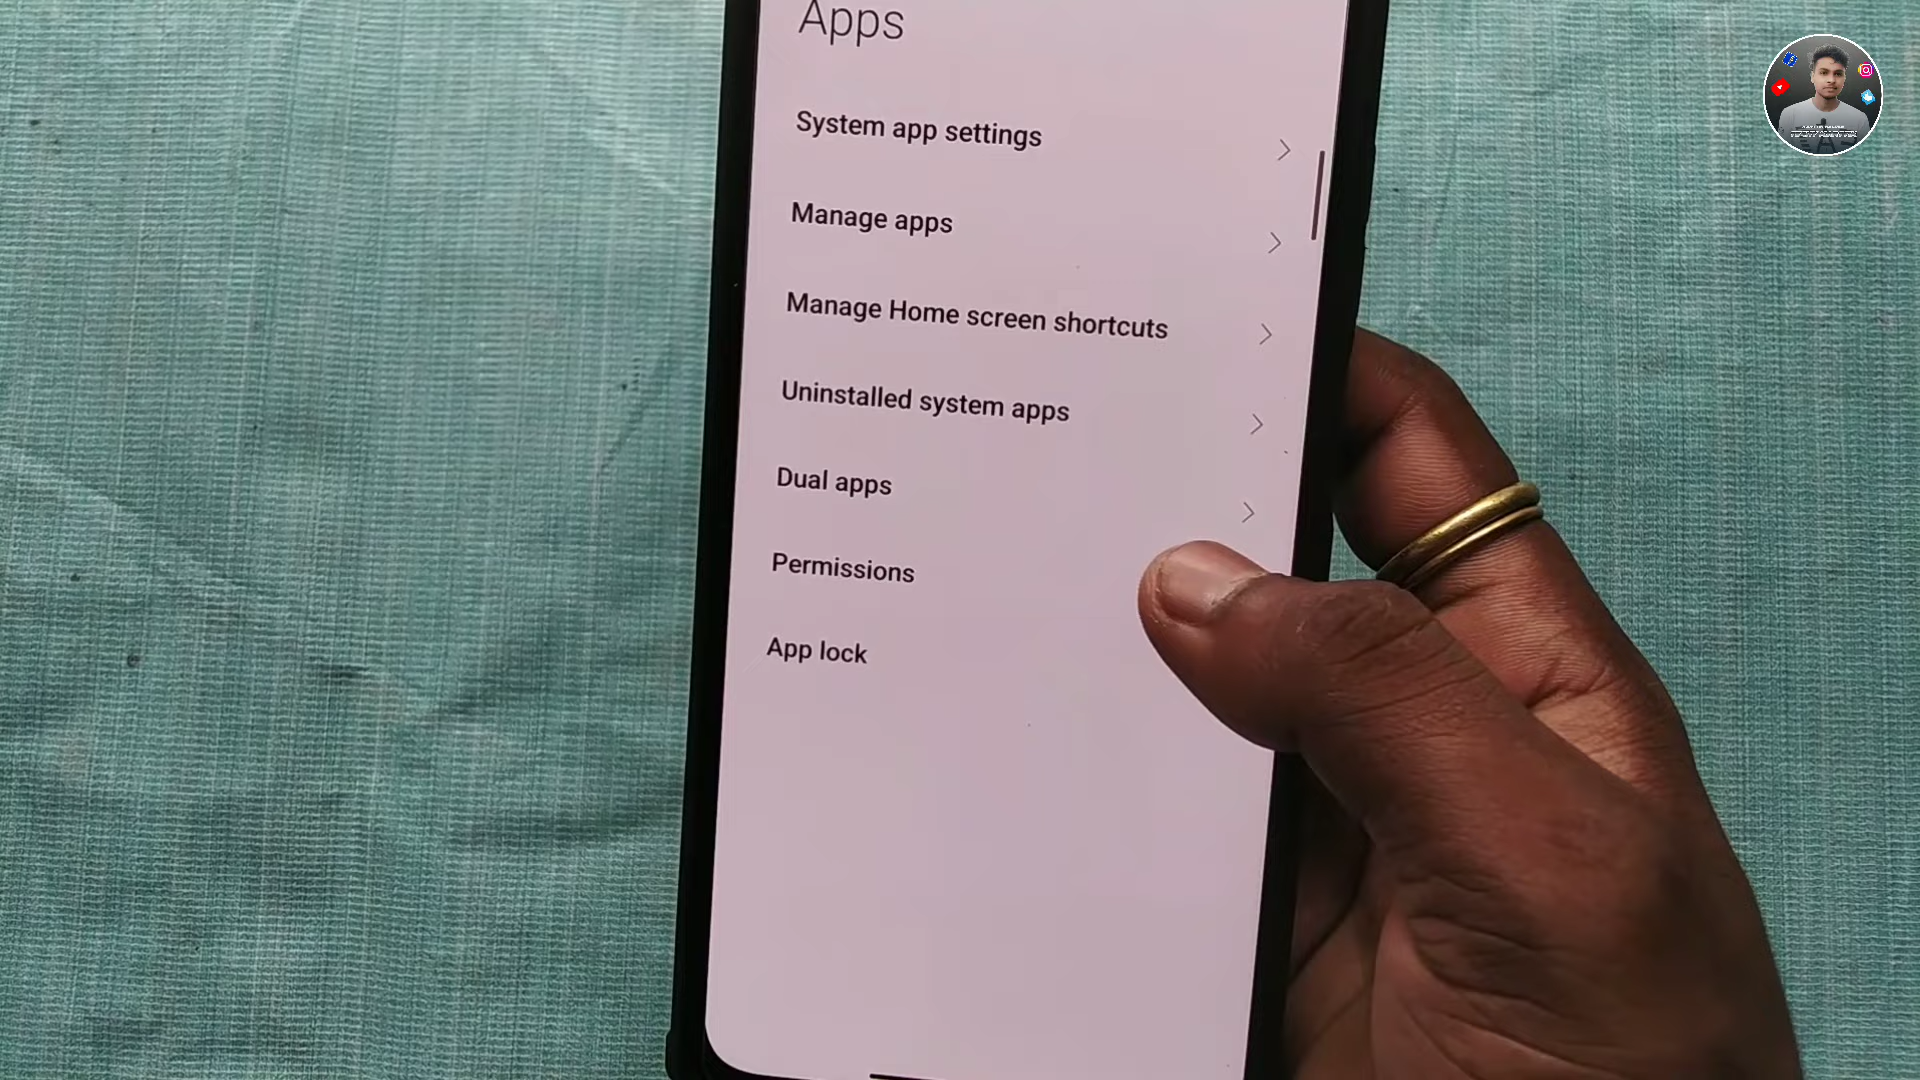 Apps
System app settings
Manage apps
Manage Home screen shortcuts
Uninstalled system apps
Dual apps
Permissions
App lock